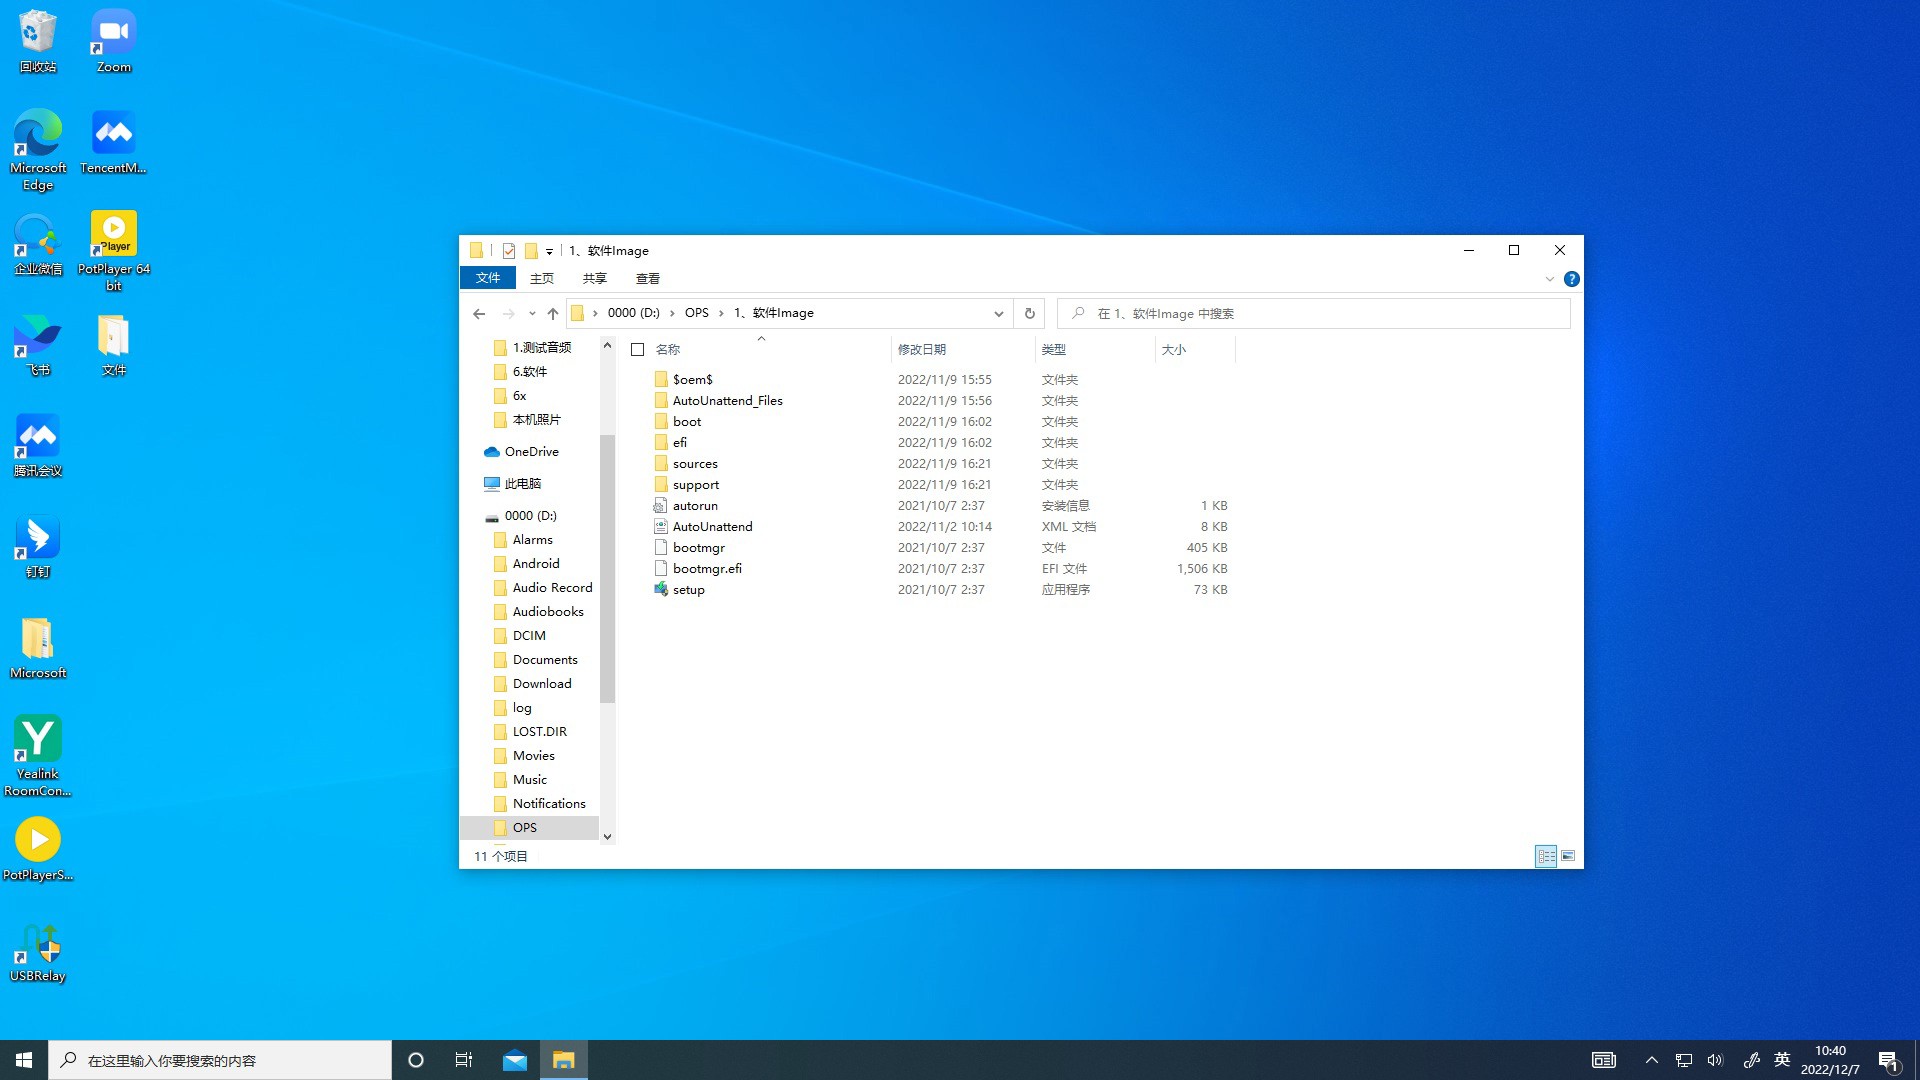 回收站
Zoom
Microsoft
Edge
TencentM...
企业微信
Player
PotPlayer 64
bit
飞书
文件
腾讯会议
钉钉
Microsoft
Yealink
RoomCon...
PotPlayerS...
USBRelay
1、软件Image
文件
主页
共享
查看
0000 (D:)
OPS
1、软件Image
在 1、软件Image 中搜索
1.测试音频
6.软件
6x
本机照片
OneDrive
此电脑
0000 (D:)
Alarms
Android
Audio Record
Audiobooks
DCIM
Documents
Download
log
LOST.DIR
Movies
Music
Notifications
OPS
名称 修改日期 类型 大小
$oem$ 2022/11/9 15:55 文件夹
AutoUnattend_Files 2022/11/9 15:56 文件夹
boot 2022/11/9 16:02 文件夹
efi 2022/11/9 16:02 文件夹
sources 2022/11/9 16:21 文件夹
support 2022/11/9 16:21 文件夹
autorun 2021/10/7 2:37 安装信息 1 KB
AutoUnattend 2022/11/2 10:14 XML 文档 8 KB
bootmgr 2021/10/7 2:37 文件 405 KB
bootmgr.efi 2021/10/7 2:37 EFI 文件 1,506 KB
setup 2021/10/7 2:37 应用程序 73 KB
11 个项目
在这里输入你要搜索的内容
英
10:40
2022/12/7
1